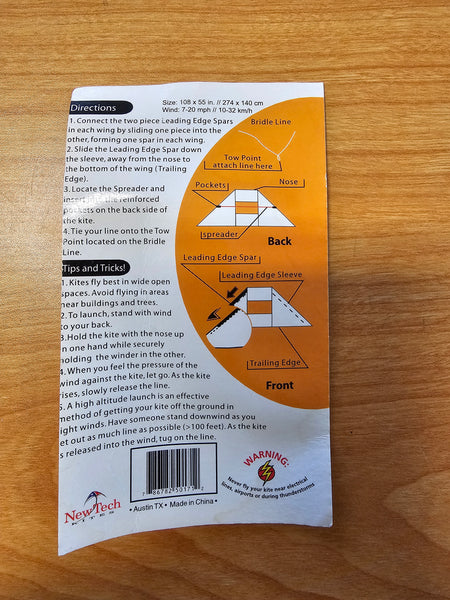 Directions
Size: 108 x 55 in. // 274 x 140 cm
Wind: 7-20 mph // 10-32 km/h
1. Connect the two piece Leading Edge Spars
in each wing by sliding one piece into the
other, forming one spar in each wing.
2. Slide the Leading Edge Spar down
the sleeve, away from the nose to
the bottom of the wing (Trailing
Edge).
3. Locate the Spreader and
insert the reinforced
pockets on the back side of
the kite.
4. Tie your line onto the Tow
Point located on the Bridle
Line.
Bridle Line
Tow Point
attach line here
Pockets
Nose
spreader
Back
Leading Edge Spar
Leading Edge Sleeve
Trailing Edge
Front
Tips and Tricks!
1. Kites fly best in wide open
spaces. Avoid flying in areas
near buildings and trees.
2. To launch, stand with wind
to your back.
3. Hold the kite with the nose up
in one hand while securely
holding the winder in the other.
4. When you feel the pressure of the
wind against the kite, let go. As the kite
rises, slowly release the line.
5. A high altitude launch is an effective
method of getting your kite off the ground in
light winds. Have someone stand downwind as you
let out as much line as possible (>100 feet). As the kite
is released into the wind, tug on the line.
WARNING:
Never fly your kite near electrical
lines, airports or during thunderstorms
New Tech
KITES
• Austin TX • Made in China •